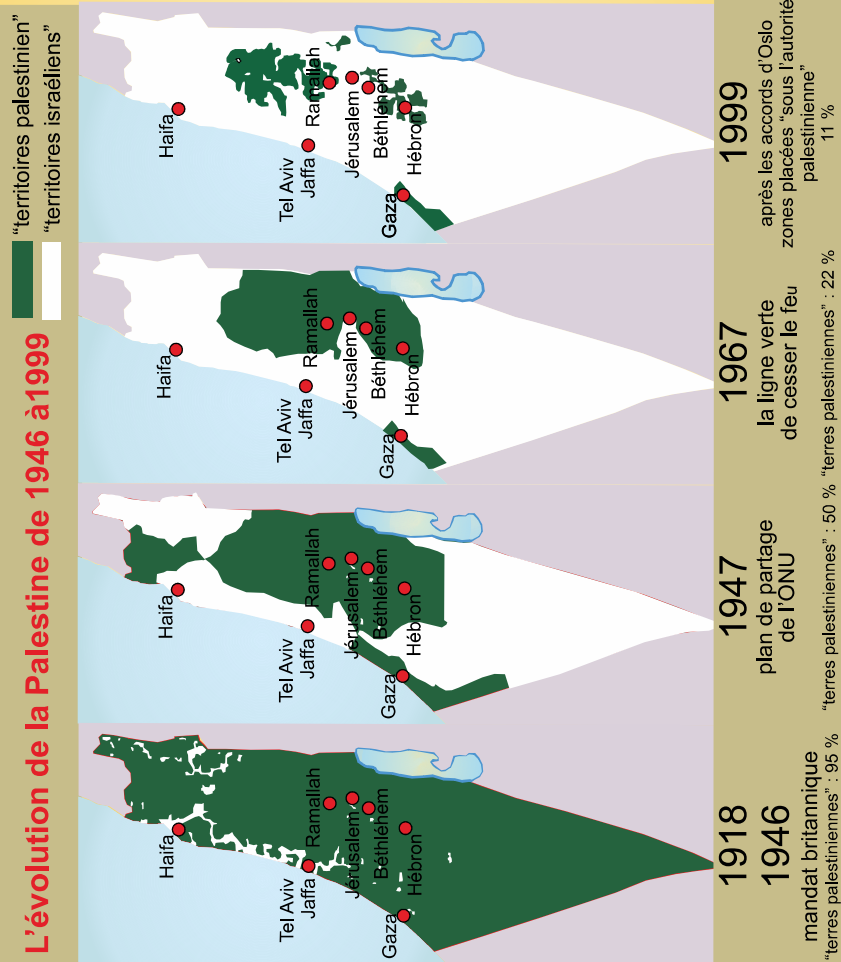 L’évolution de la Palestine de 1946 à1999
“territoires palestinien”
“territoires israéliens”
Haïfa
Tel Aviv
Jaffa
Ramallah
Jérusalem
Béthléhem
Hébron
Gaza
1918
1946
mandat britannique
“terres palestiniennes” : 95 %
Haïfa
Tel Aviv
Jaffa
Ramallah
Jérusalem
Béthléhem
Hébron
Gaza
1947
plan de partage
de l’ONU
“terres palestiniennes” : 50 %
Haïfa
Tel Aviv
Jaffa
Ramallah
Jérusalem
Béthléhem
Hébron
Gaza
1967
la ligne verte
de cesser le feu
“terres palestiniennes” : 22 %
Haïfa
Tel Aviv
Jaffa
Ramallah
Jérusalem
Béthléhem
Hébron
Gaza
1999
après les accords d’Oslo
zones placées “sous l’autorité
palestinienne”
11 %